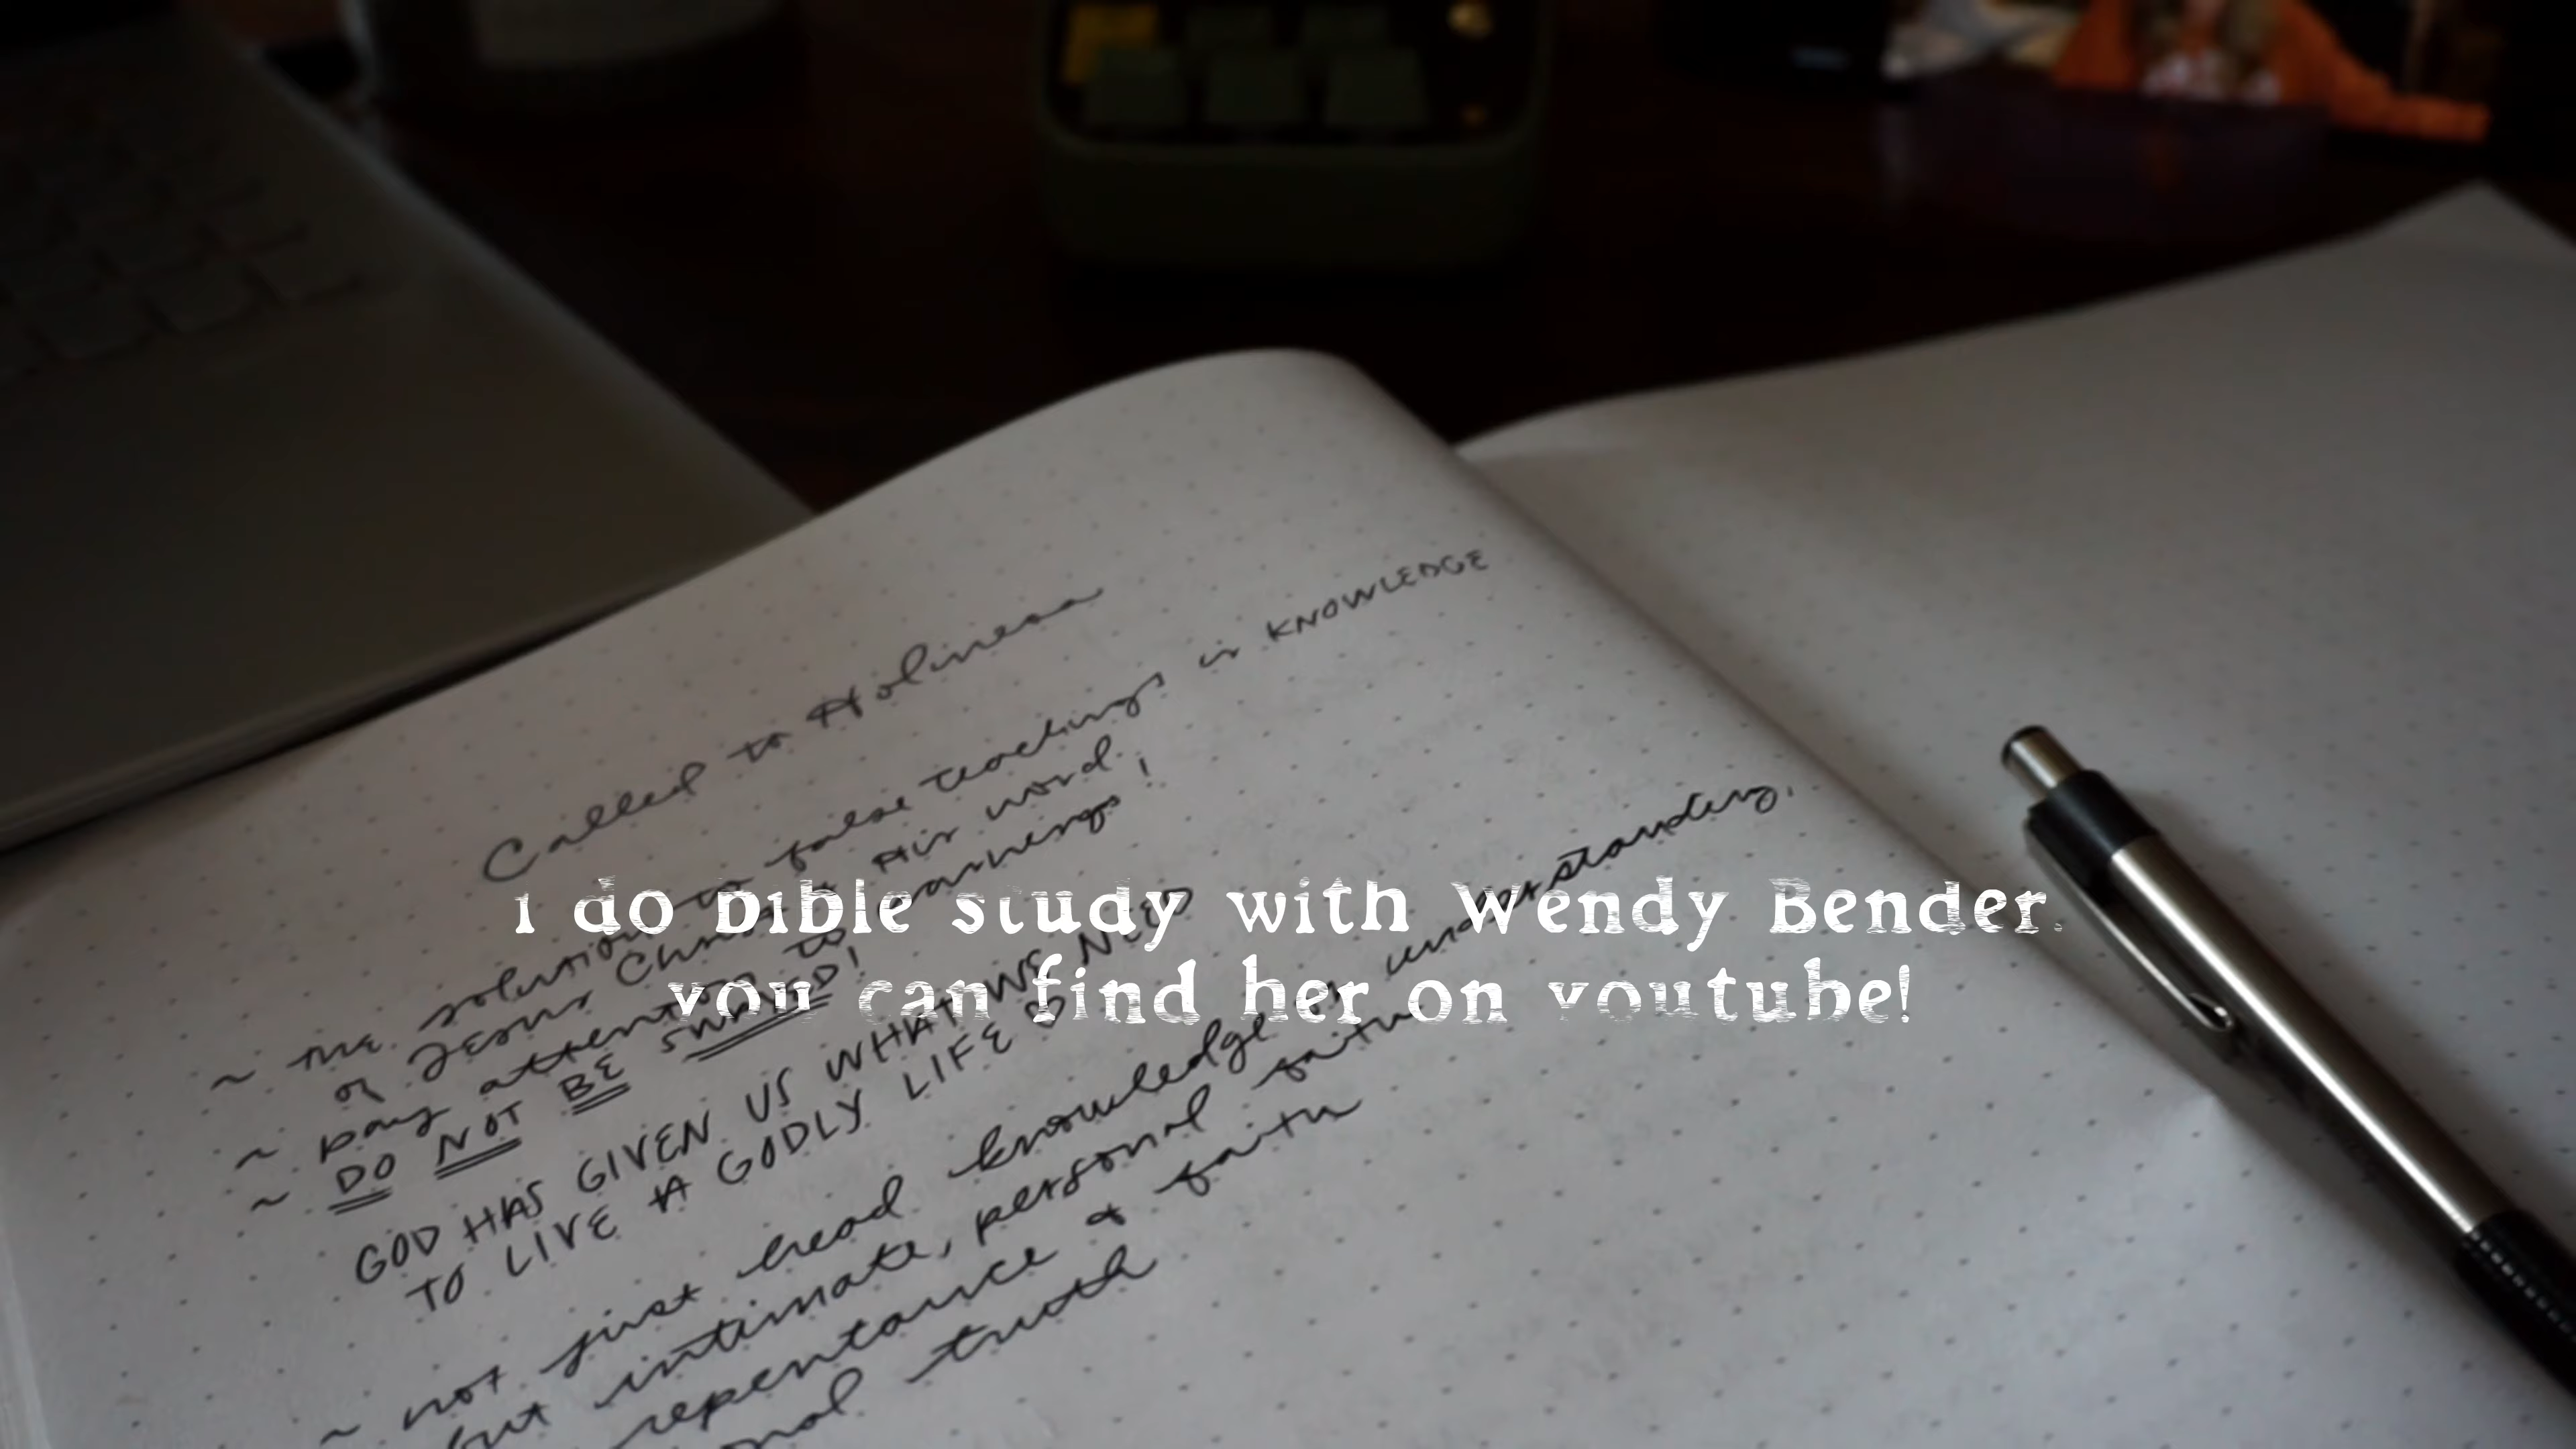 Called to Holiness
~ THE solution to false teachings is KNOWLEDGE
of Jesus Christ & His word.
~ pay attention to warnings!
~ DO NOT BE SWAYED!
GOD HAS GIVEN US WHAT WE NEED
TO LIVE A GODLY LIFE ♡
~ not just head knowledge or understanding,
but intimate, personal faith
repentance & faith
truth
I do Bible study with Wendy Bender.
you can find her on youtube!